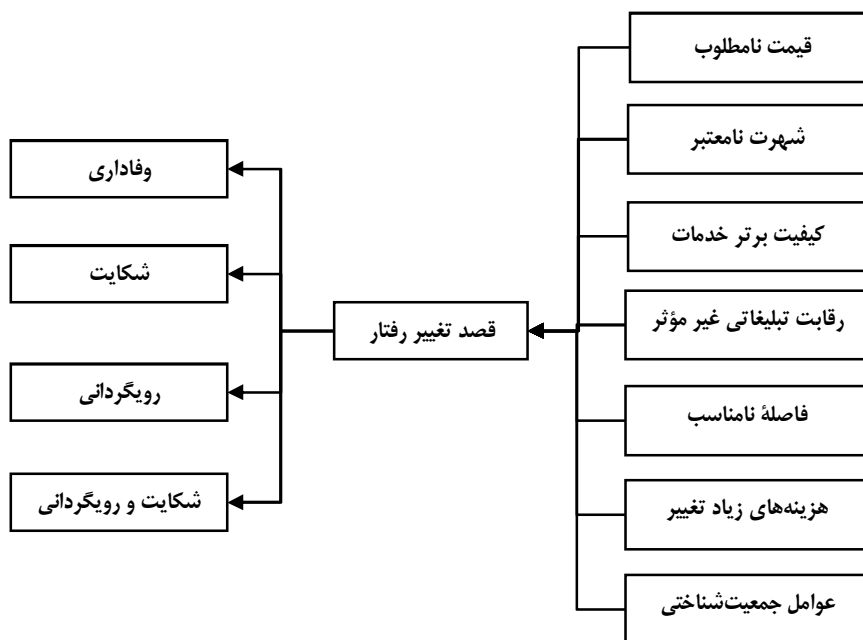 قیمت نامطلوب
شهرت نامعتبر
کیفیت برتر خدمات
رقابت تبلیغاتی غیر مؤثر
فاصلهٔ نامناسب
هزینه‌های زیاد تغییر
عوامل جمعیت‌شناختی
قصد تغییر رفتار
وفاداری
شکایت
رویگردانی
شکایت و رویگردانی